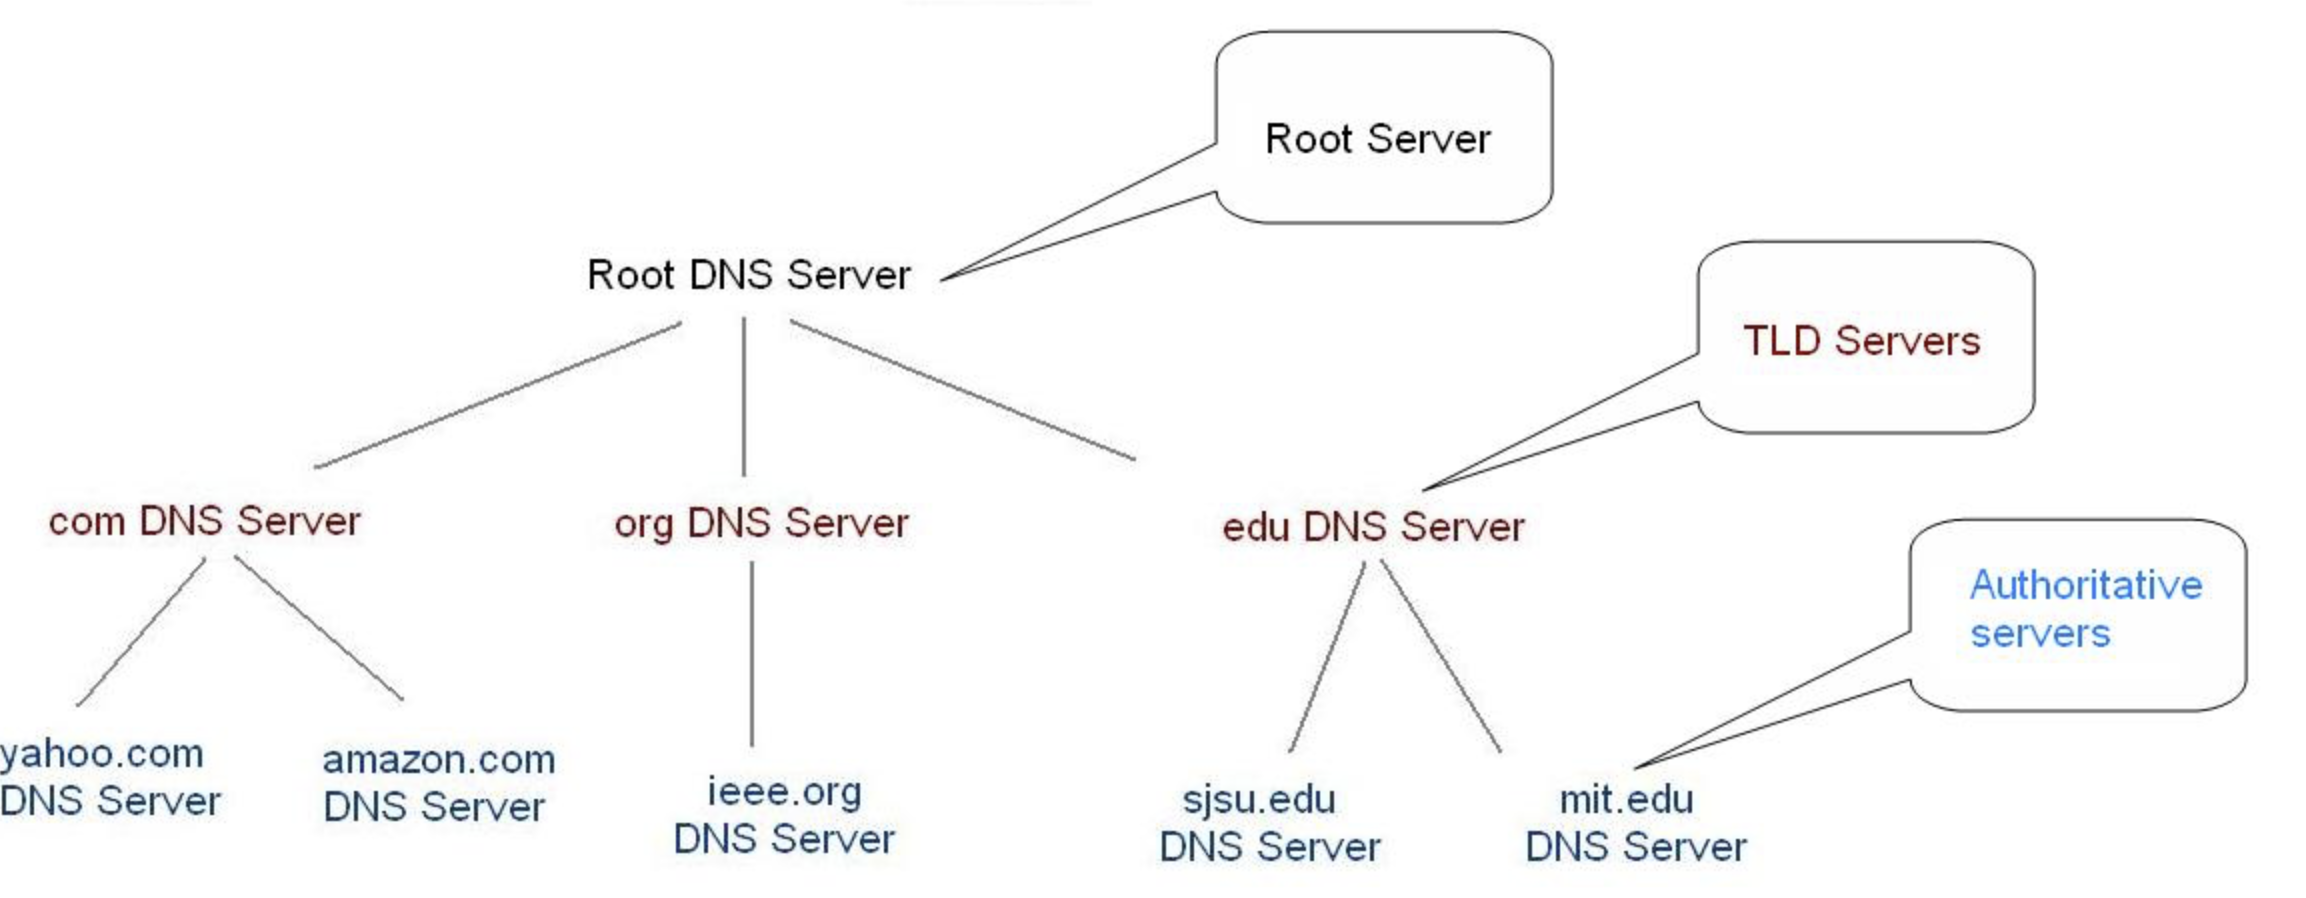 Root Server
Root DNS Server
TLD Servers
com DNS Server
org DNS Server
edu DNS Server
Authoritative
servers
yahoo.com
DNS Server
amazon.com
DNS Server
ieee.org
DNS Server
sjsu.edu
DNS Server
mit.edu
DNS Server